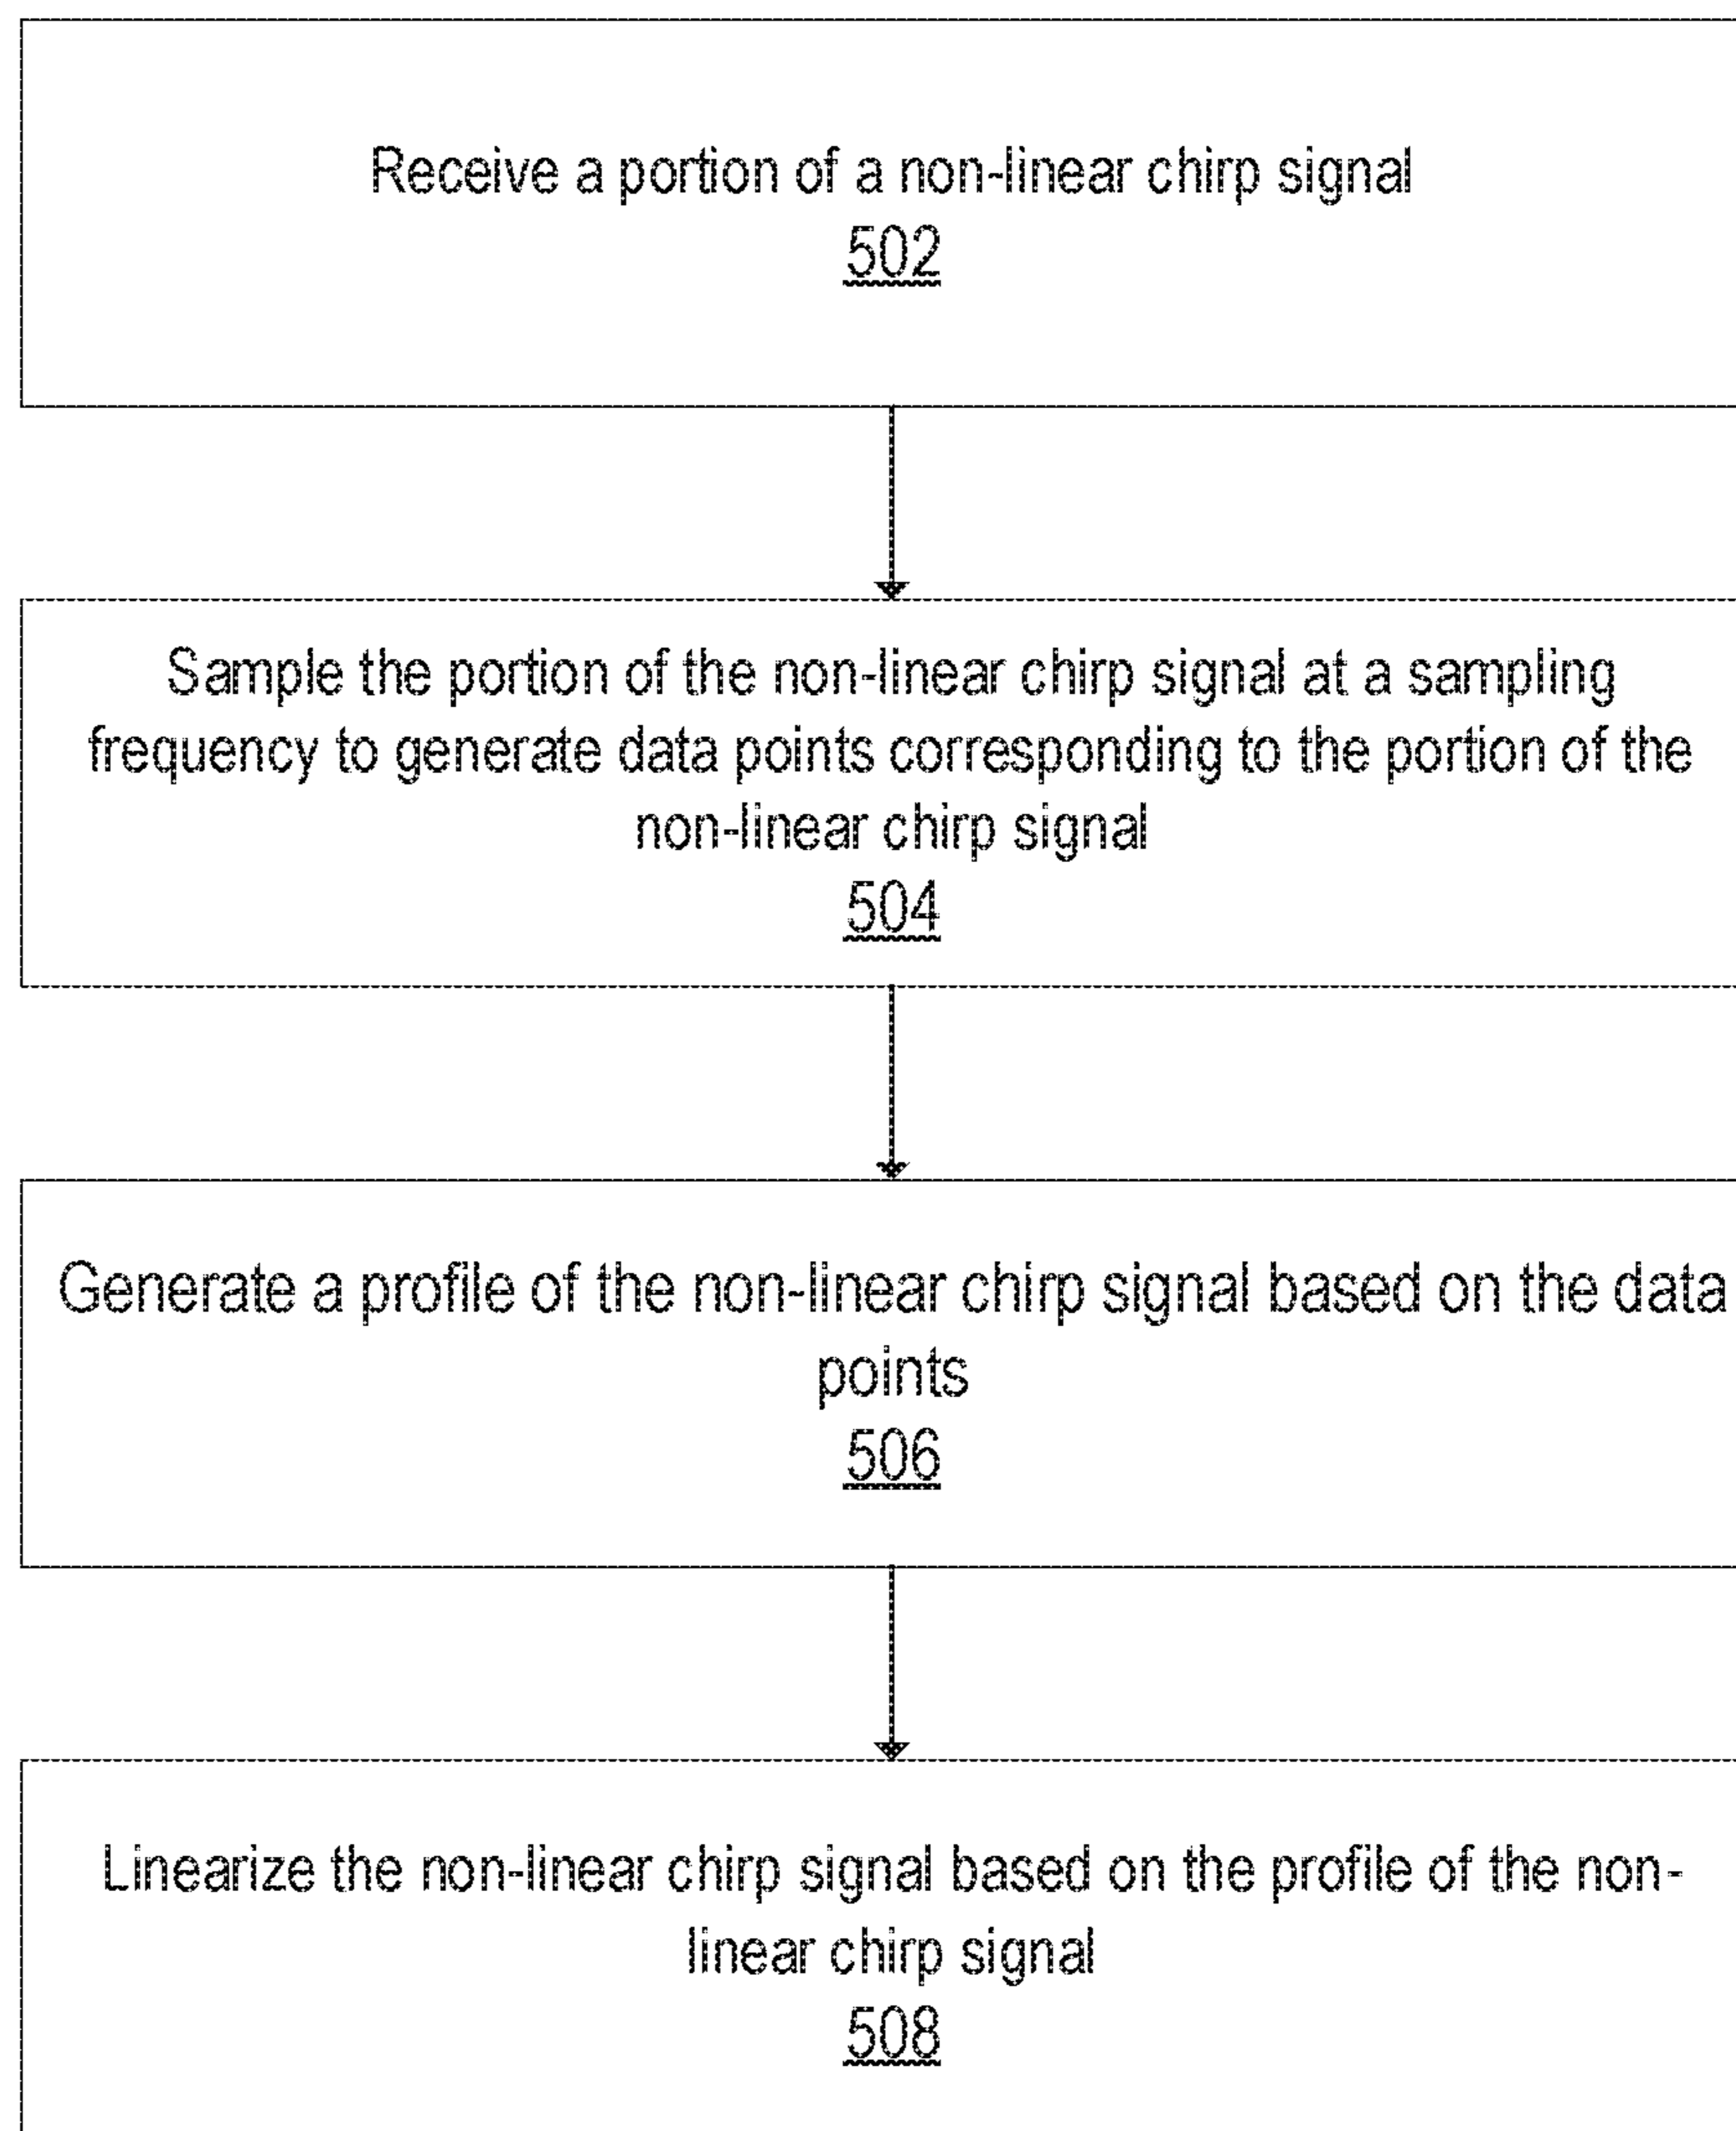 Receive a portion of a non-linear chirp signal
502
Sample the portion of the non-linear chirp signal at a sampling
frequency to generate data points corresponding to the portion of the
non-linear chirp signal
504
Generate a profile of the non-linear chirp signal based on the data
points
506
Linearize the non-linear chirp signal based on the profile of the non-
linear chirp signal
508